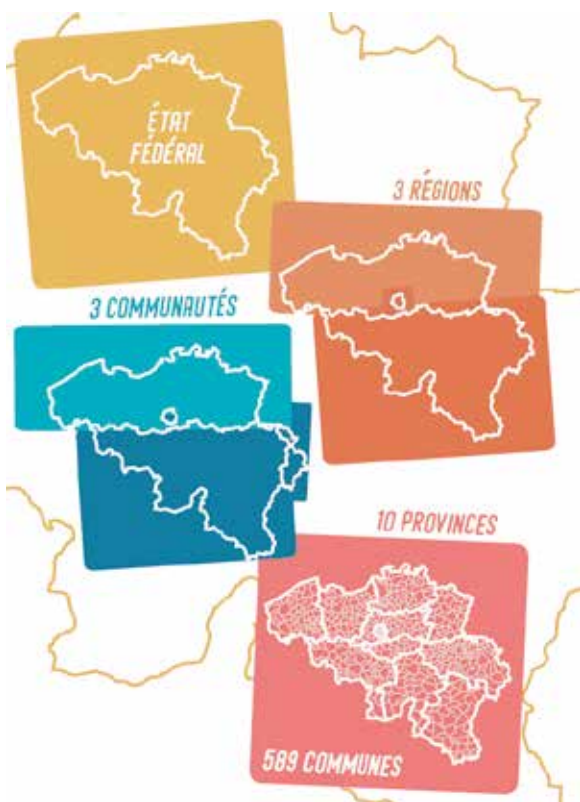 ÉTAT
FÉDÉRAL
3 RÉGIONS
3 COMMUNAUTÉS
10 PROVINCES
589 COMMUNES